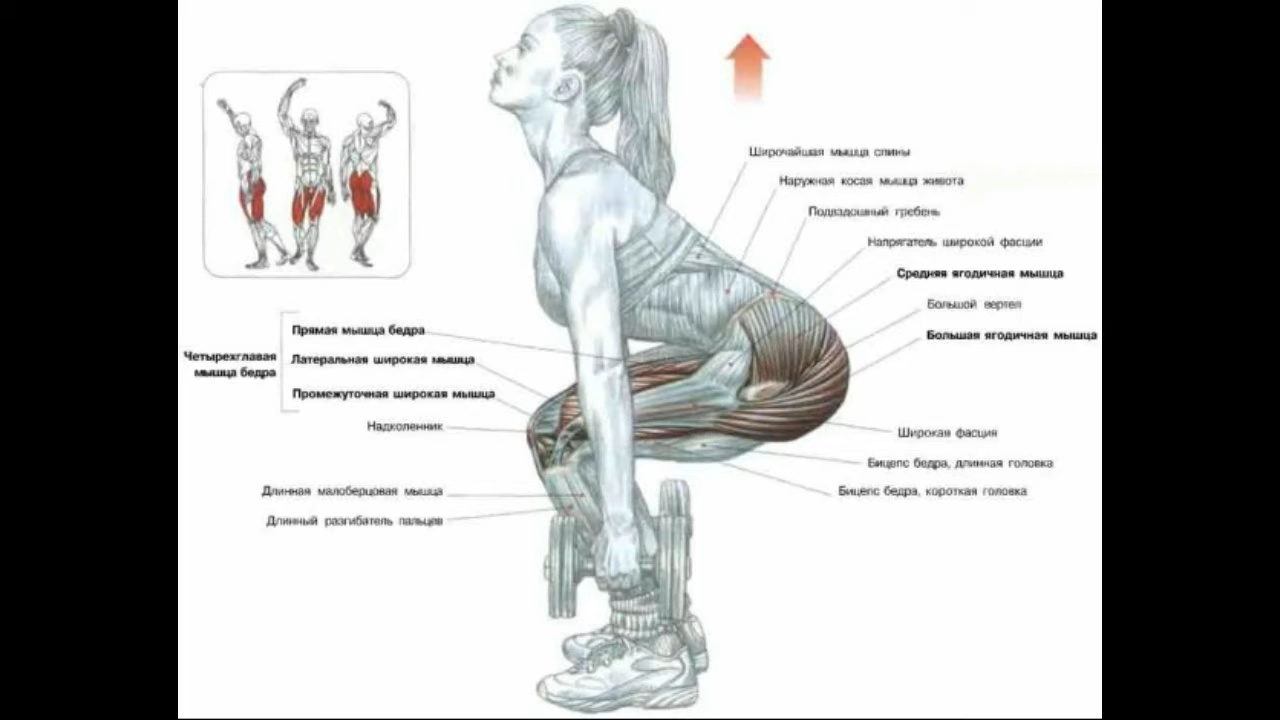 Широчайшая мышца спины
Наружная косая мышца живота
Подвздошный гребень
Напрягатель широкой фасции
Средняя ягодичная мышца
Большой вертел
Большая ягодичная мышца
Прямая мышца бедра
Четырехглавая
мышца бедра
Латеральная широкая мышца
Промежуточная широкая мышца
Надколенник
Широкая фасция
Бицепс бедра, длинная головка
Бицепс бедра, короткая головка
Длинная малоберцовая мышца
Длинный разгибатель пальцев